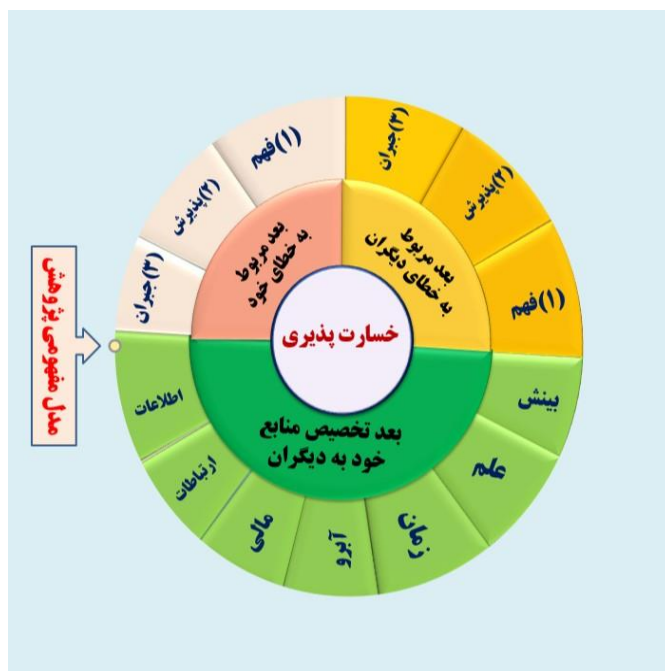 مدل مفهومی پژوهش
خسارت پذیری
بعد مربوط
به خطای دیگران
(۱)فهم
(۲)پذیرش
(۳)جبران
بعد مربوط
به خطای خود
(۱)فهم
(۲)پذیرش
(۳)جبران
بعد تخصیص منابع
خود به دیگران
بینش
علم
زمان
آبرو
مالی
ارتباطات
اطلاعات